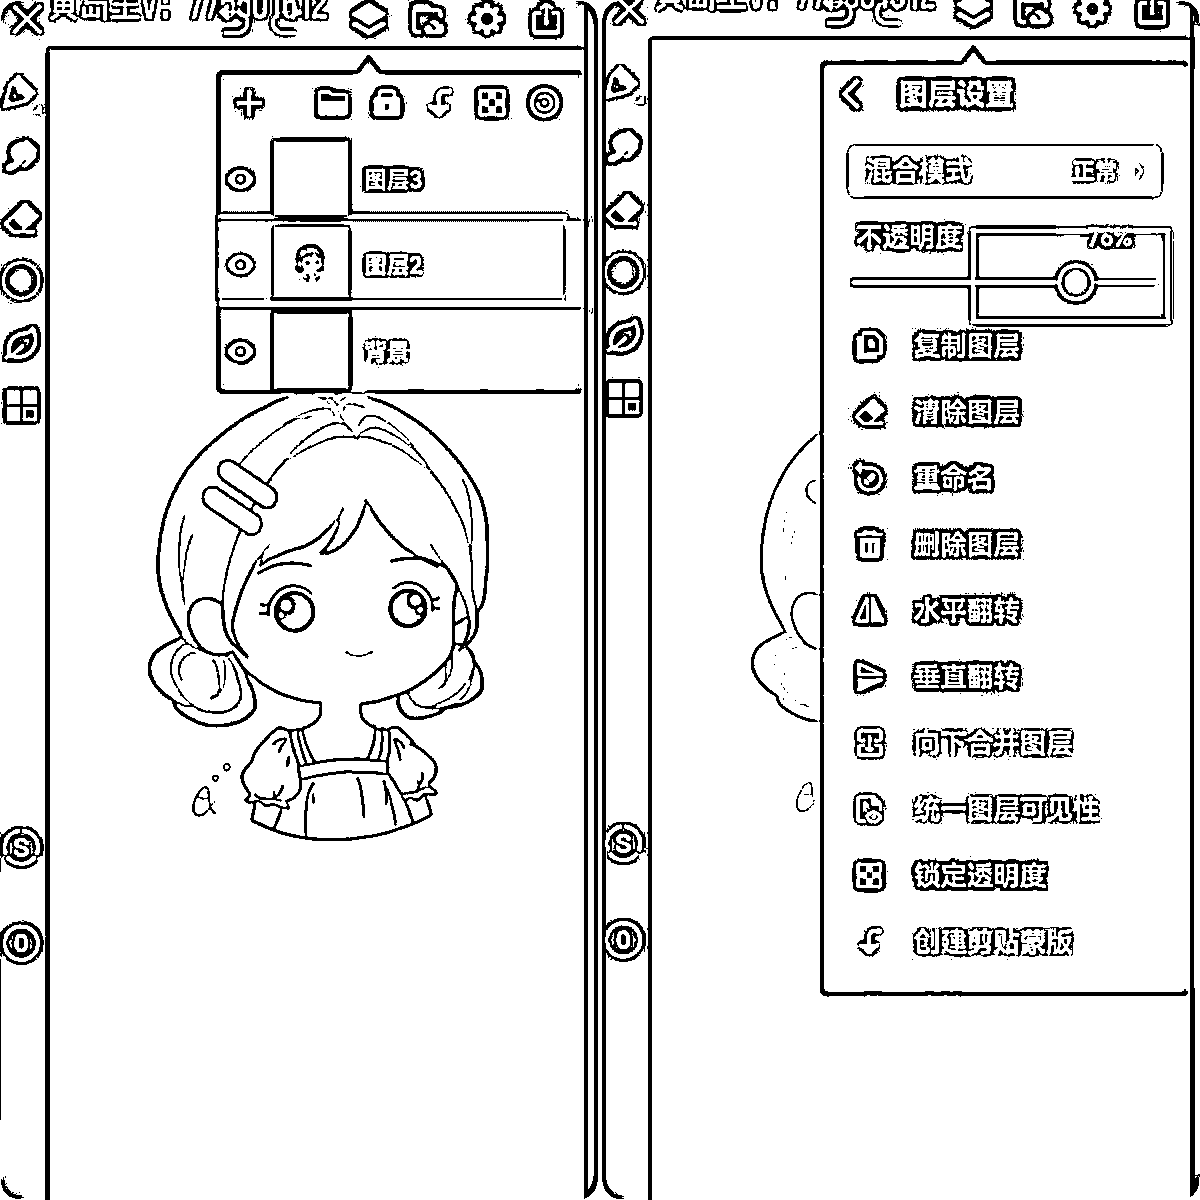 图层3
图层2
背景
S
0
图层设置
混合模式 正常
不透明度 76%
复制图层
清除图层
重命名
删除图层
水平翻转
垂直翻转
向下合并图层
统一图层可见性
锁定透明度
创建剪贴蒙版
S
0